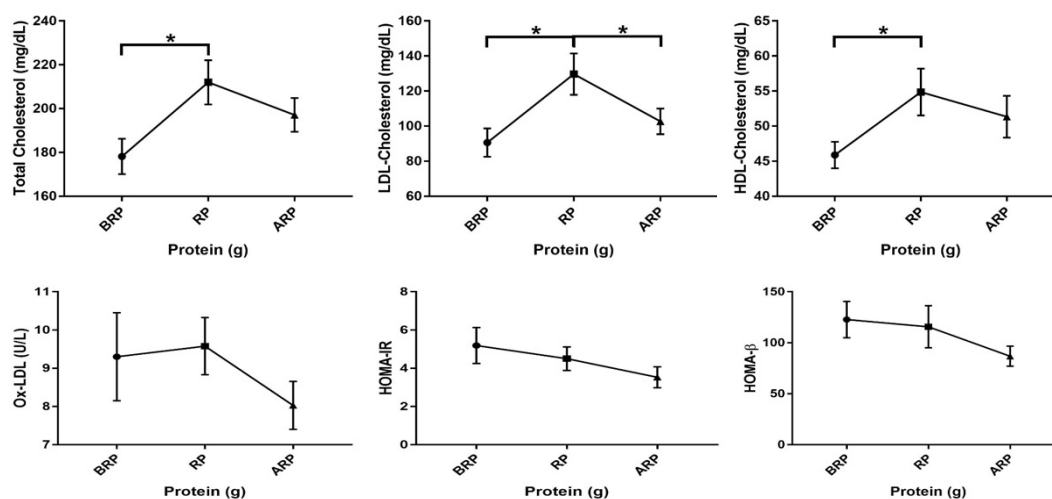 Total Cholesterol (mg/dL)
240
220
200
180
160
*
BRP
RP
ARP
Protein (g)
LDL-Cholesterol (mg/dL)
160
140
120
100
80
60
*
*
BRP
RP
ARP
Protein (g)
HDL-Cholesterol (mg/dL)
65
60
55
50
45
40
*
BRP
RP
ARP
Protein (g)
Ox-LDL (U/L)
11
10
9
8
7
BRP
RP
ARP
Protein (g)
HOMA-IR
8
6
4
2
0
BRP
RP
ARP
Protein (g)
HOMA-β
150
100
50
0
BRP
RP
ARP
Protein (g)